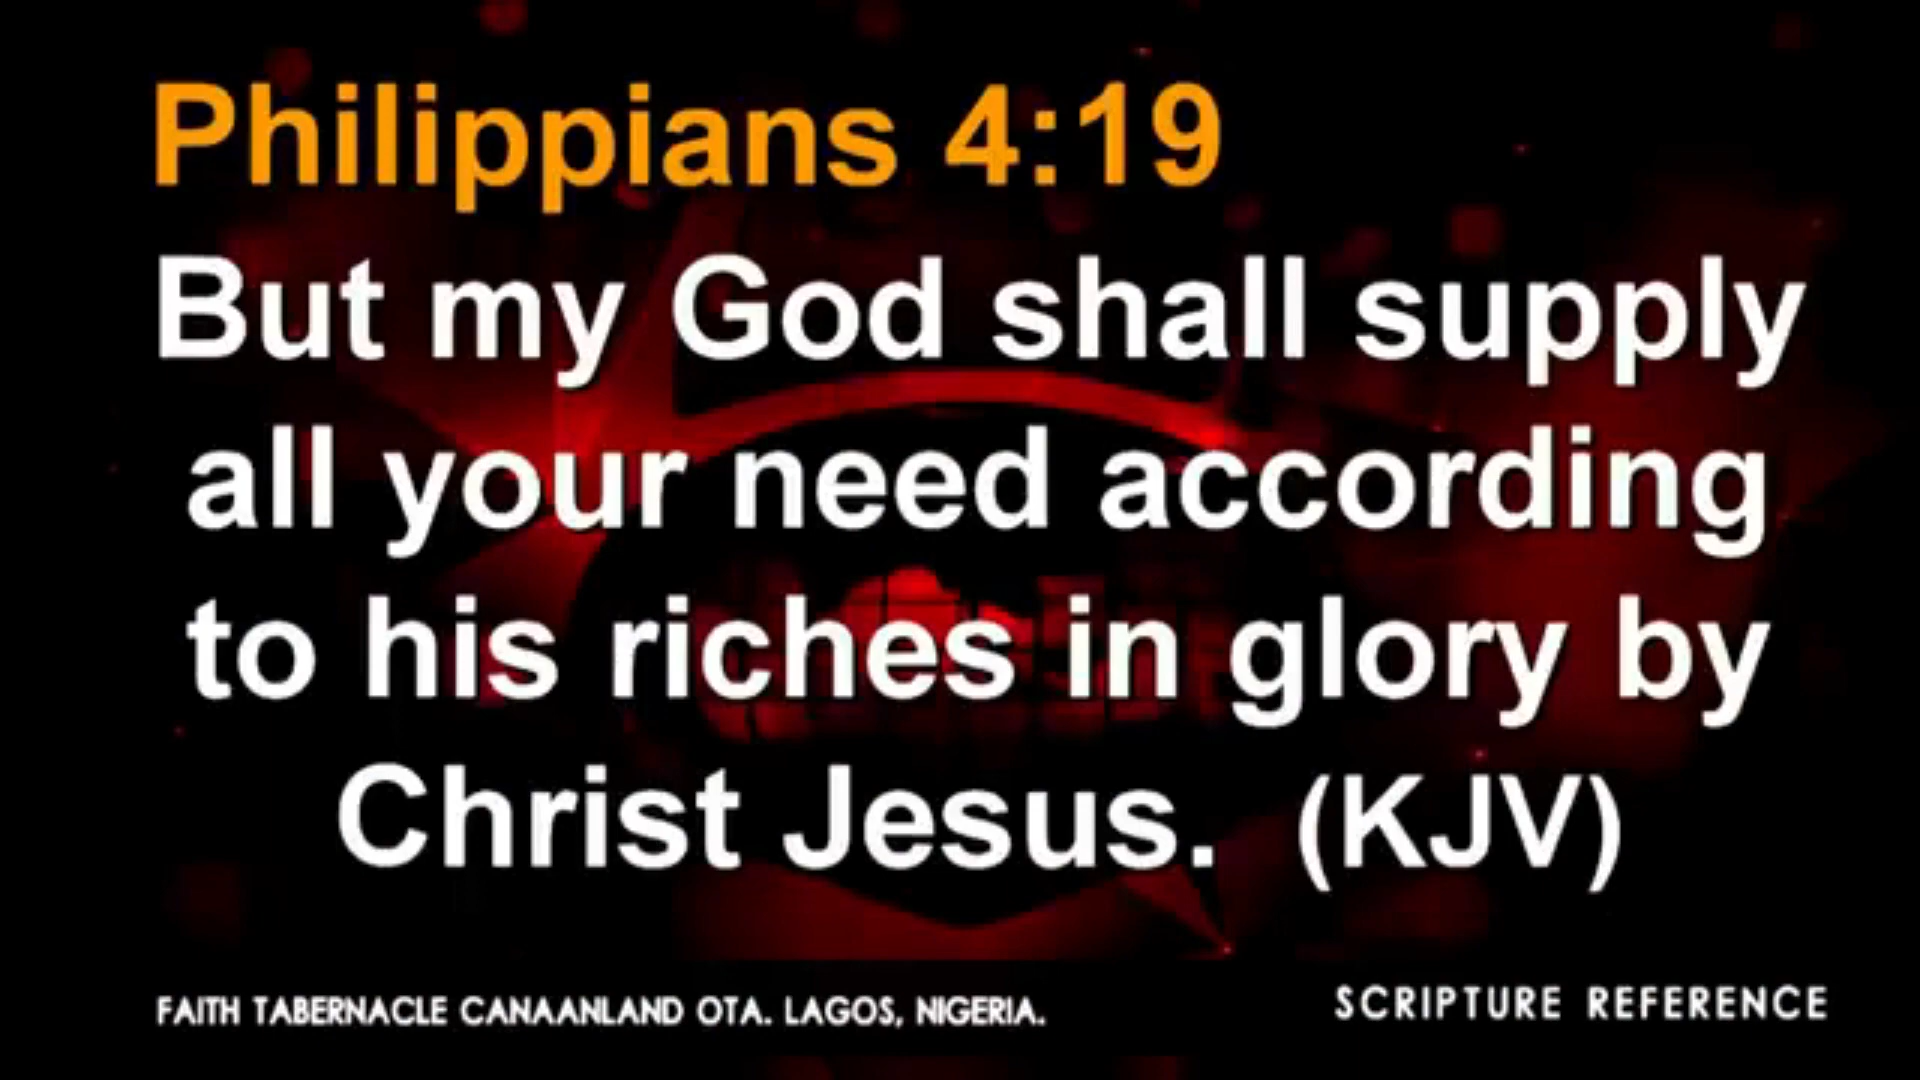 Philippians 4:19
But my God shall supply
all your need according
to his riches in glory by
Christ Jesus. (KJV)
FAITH TABERNACLE CANAANLAND OTA. LAGOS, NIGERIA.
SCRIPTURE REFERENCE